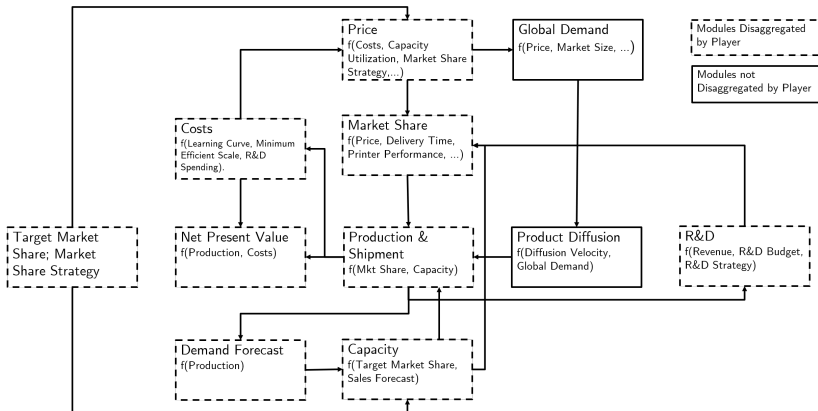 Price
f(Costs, Capacity
Utilization, Market Share
Strategy,...)
Global Demand
f(Price, Market Size, ...)
Modules Disaggregated
by Player
Modules not
Disaggregated by Player
Costs
f(Learning Curve, Minimum
Efficient Scale, R&D
Spending).
Market Share
f(Price, Delivery Time,
Printer Performance, ...)
Target Market
Share; Market
Share Strategy
Net Present Value
f(Production, Costs)
Production &
Shipment
f(Mkt Share, Capacity)
Product Diffusion
f(Diffusion Velocity,
Global Demand)
R&D
f(Revenue, R&D Budget,
R&D Strategy)
Demand Forecast
f(Production)
Capacity
f(Target Market Share,
Sales Forecast)